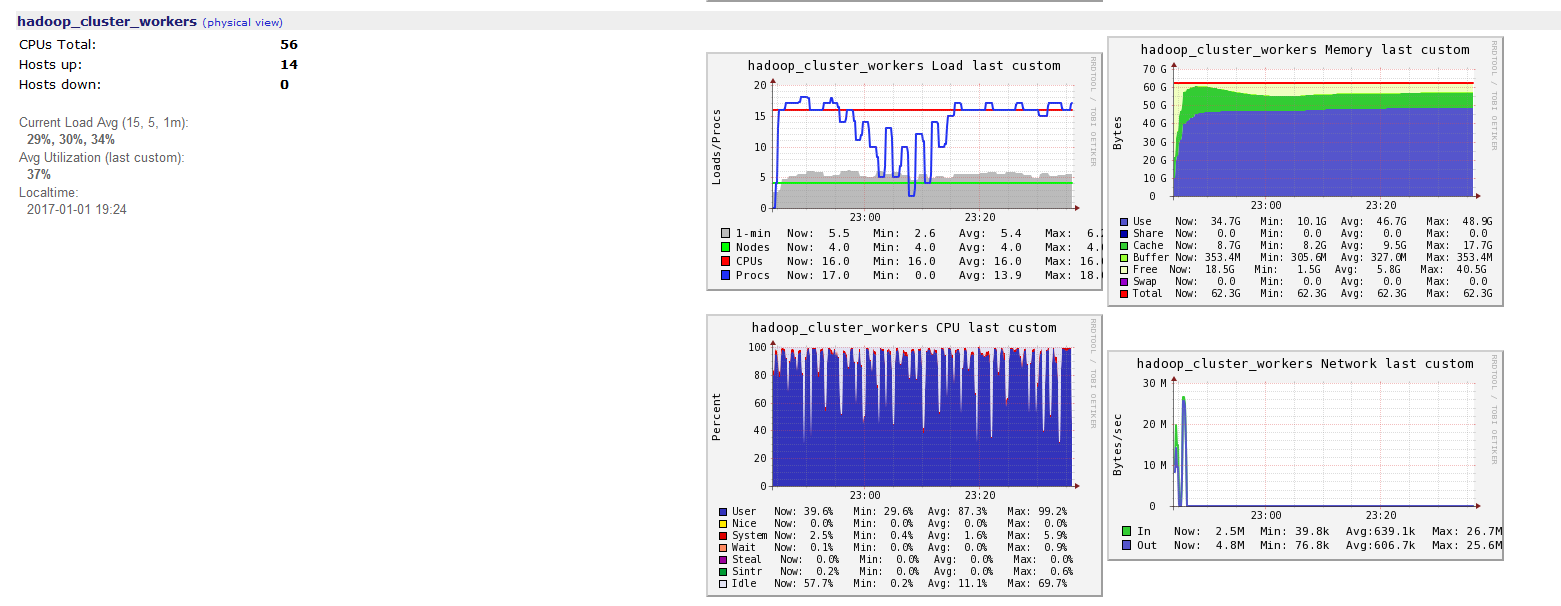 hadoop_cluster_workers (physical view)
CPUs Total: 56
Hosts up: 14
Hosts down: 0
Current Load Avg (15, 5, 1m):
29%, 30%, 34%
Avg Utilization (last custom):
37%
Localtime:
2017-01-01 19:24
hadoop_cluster_workers Load last custom
RRDTOOL / TOBI OETIKER
Loads/Procs
20
15
10
5
0
23:00 23:20
1-min Now: 5.5 Min: 2.6 Avg: 5.4 Max: 6.
Nodes Now: 4.0 Min: 4.0 Avg: 4.0 Max: 4.
CPUs Now: 16.0 Min: 16.0 Avg: 16.0 Max: 16.
Procs Now: 17.0 Min: 0.0 Avg: 13.9 Max: 18.
hadoop_cluster_workers Memory last custom
RRDTOOL / TOBI OETIKER
Bytes
70 G
60 G
50 G
40 G
30 G
20 G
10 G
0
23:00 23:20
Use Now: 34.7G Min: 10.1G Avg: 46.7G Max: 48.9G
Share Now: 0.0 Min: 0.0 Avg: 0.0 Max: 0.0
Cache Now: 8.7G Min: 8.2G Avg: 9.5G Max: 17.7G
Buffer Now: 353.4M Min: 305.6M Avg: 327.0M Max: 353.4M
Free Now: 18.5G Min: 1.5G Avg: 5.8G Max: 40.5G
Swap Now: 0.0 Min: 0.0 Avg: 0.0 Max: 0.0
Total Now: 62.3G Min: 62.3G Avg: 62.3G Max: 62.3G
hadoop_cluster_workers CPU last custom
RRDTOOL / TOBI OETIKER
Percent
100
80
60
40
20
0
23:00 23:20
User Now: 39.6% Min: 29.6% Avg: 87.3% Max: 99.2%
Nice Now: 0.0% Min: 0.0% Avg: 0.0% Max: 0.0%
System Now: 2.5% Min: 0.4% Avg: 1.6% Max: 5.9%
Wait Now: 0.1% Min: 0.0% Avg: 0.0% Max: 0.9%
Steal Now: 0.0% Min: 0.0% Avg: 0.0% Max: 0.0%
Sintr Now: 0.2% Min: 0.0% Avg: 0.0% Max: 0.6%
Idle Now: 57.7% Min: 0.2% Avg: 11.1% Max: 69.7%
hadoop_cluster_workers Network last custom
RRDTOOL / TOBI OETIKER
Bytes/sec
30 M
20 M
10 M
0
23:00 23:20
In Now: 2.5M Min: 39.8k Avg:639.1k Max: 26.7M
Out Now: 4.8M Min: 76.8k Avg:606.7k Max: 25.6M